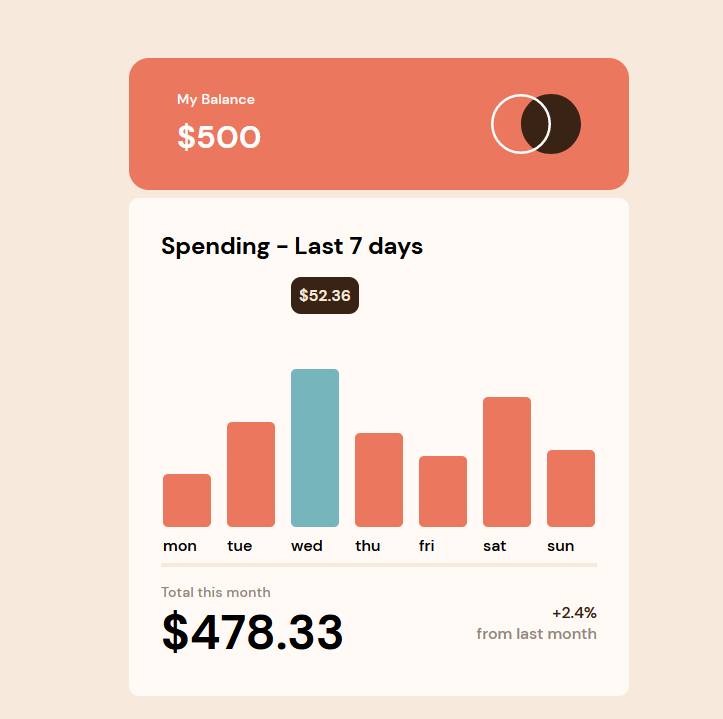 My Balance
$500
Spending - Last 7 days
$52.36
mon tue wed thu fri sat sun
Total this month
$478.33
+2.4%
from last month